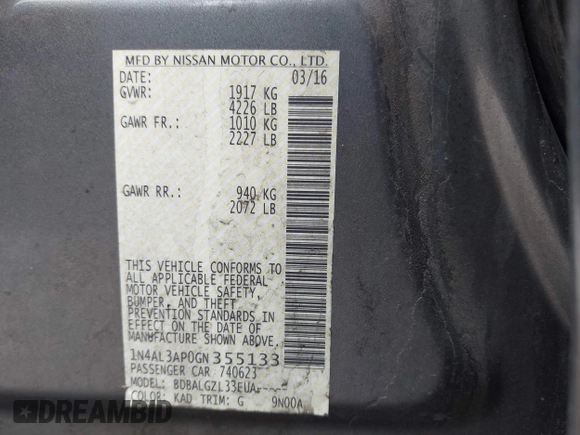 MFD BY NISSAN MOTOR CO., LTD.
DATE: 03/16
GVWR: 1917 KG
4226 LB
GAWR FR.: 1010 KG
2227 LB
GAWR RR.: 940 KG
2072 LB
THIS VEHICLE CONFORMS TO
ALL APPLICABLE FEDERAL
MOTOR VEHICLE SAFETY,
BUMPER, AND THEFT
PREVENTION STANDARDS IN
EFFECT ON THE DATE OF
MANUFACTURE SHOWN ABOVE.
1N4AL3AP0GN355133
PASSENGER CAR 740623
MODEL: BDBALGZL33EUA-----
COLOR: KAD TRIM: G 9N00A
AUTOHELPERBOT.COM